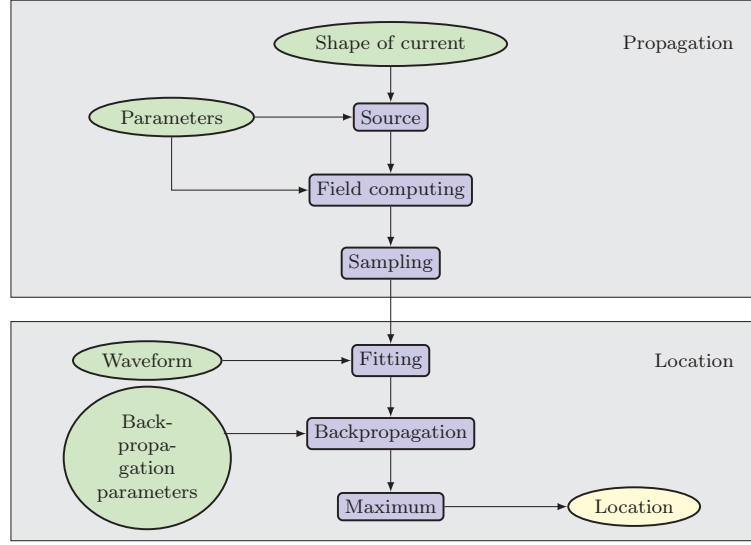 Shape of current
Propagation
Parameters
Source
Field computing
Sampling
Waveform
Fitting
Location
Back-
propa-
gation
parameters
Backpropagation
Maximum
Location